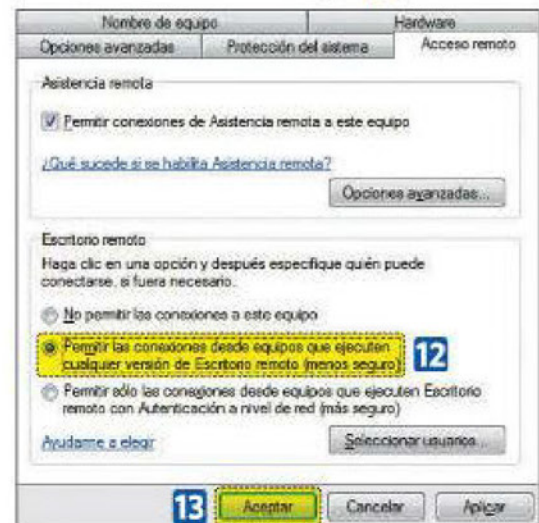 Nombre de equipo
Hardware
Opciones avanzadas
Protección del sistema
Acceso remoto
Asistencia remota
Permitir conexiones de Asistencia remota a este equipo
¿Qué sucede si se habilita Asistencia remota?
Opciones avanzadas...
Escritorio remoto
Haga clic en una opción y después especifique quién puede
conectarse, si fuera necesario.
No permitir las conexiones a este equipo
Permitir las conexiones desde equipos que ejecuten
cualquier versión de Escritorio remoto (menos seguro)
12
Permitir sólo las conexiones desde equipos que ejecuten Escritorio
remoto con Autenticación a nivel de red (más seguro)
Ayudarme a elegir
Seleccionar usuarios...
13
Aceptar
Cancelar
Aplicar